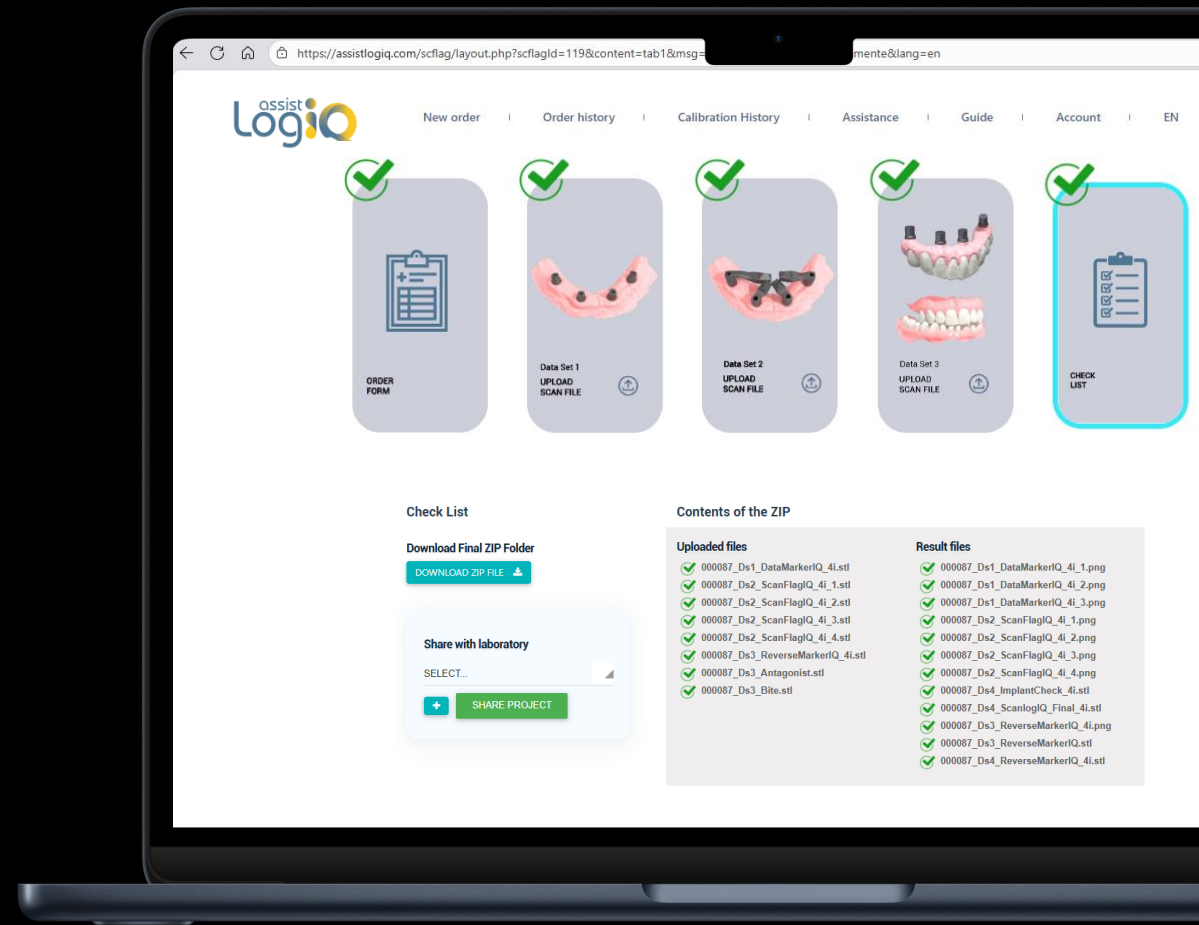 https://assistlogiq.com/scflag/layout.php?scflagId=119&content=tab1&msg= mente&lang=en
assist
LogiQ
New order | Order history | Calibration History | Assistance | Guide | Account | EN
ORDER
FORM
Data Set 1
UPLOAD
SCAN FILE
Data Set 2
UPLOAD
SCAN FILE
Data Set 3
UPLOAD
SCAN FILE
CHECK
LIST
Check List
Download Final ZIP Folder
DOWNLOAD ZIP FILE
Share with laboratory
SELECT...
+ SHARE PROJECT
Contents of the ZIP
Uploaded files
000087_Ds1_DataMarkerIQ_4i.stl
000087_Ds2_ScanFlagIQ_4i_1.stl
000087_Ds2_ScanFlagIQ_4i_2.stl
000087_Ds2_ScanFlagIQ_4i_3.stl
000087_Ds2_ScanFlagIQ_4i_4.stl
000087_Ds3_ReverseMarkerIQ_4i.stl
000087_Ds3_Antagonist.stl
000087_Ds3_Bite.stl
Result files
000087_Ds1_DataMarkerIQ_4i_1.png
000087_Ds1_DataMarkerIQ_4i_2.png
000087_Ds1_DataMarkerIQ_4i_3.png
000087_Ds2_ScanFlagIQ_4i_1.png
000087_Ds2_ScanFlagIQ_4i_2.png
000087_Ds2_ScanFlagIQ_4i_3.png
000087_Ds2_ScanFlagIQ_4i_4.png
000087_Ds4_ImplantCheck_4i.stl
000087_Ds4_ScanlogIQ_Final_4i.stl
000087_Ds3_ReverseMarkerIQ_4i.png
000087_Ds3_ReverseMarkerIQ.stl
000087_Ds4_ReverseMarkerIQ_4i.stl